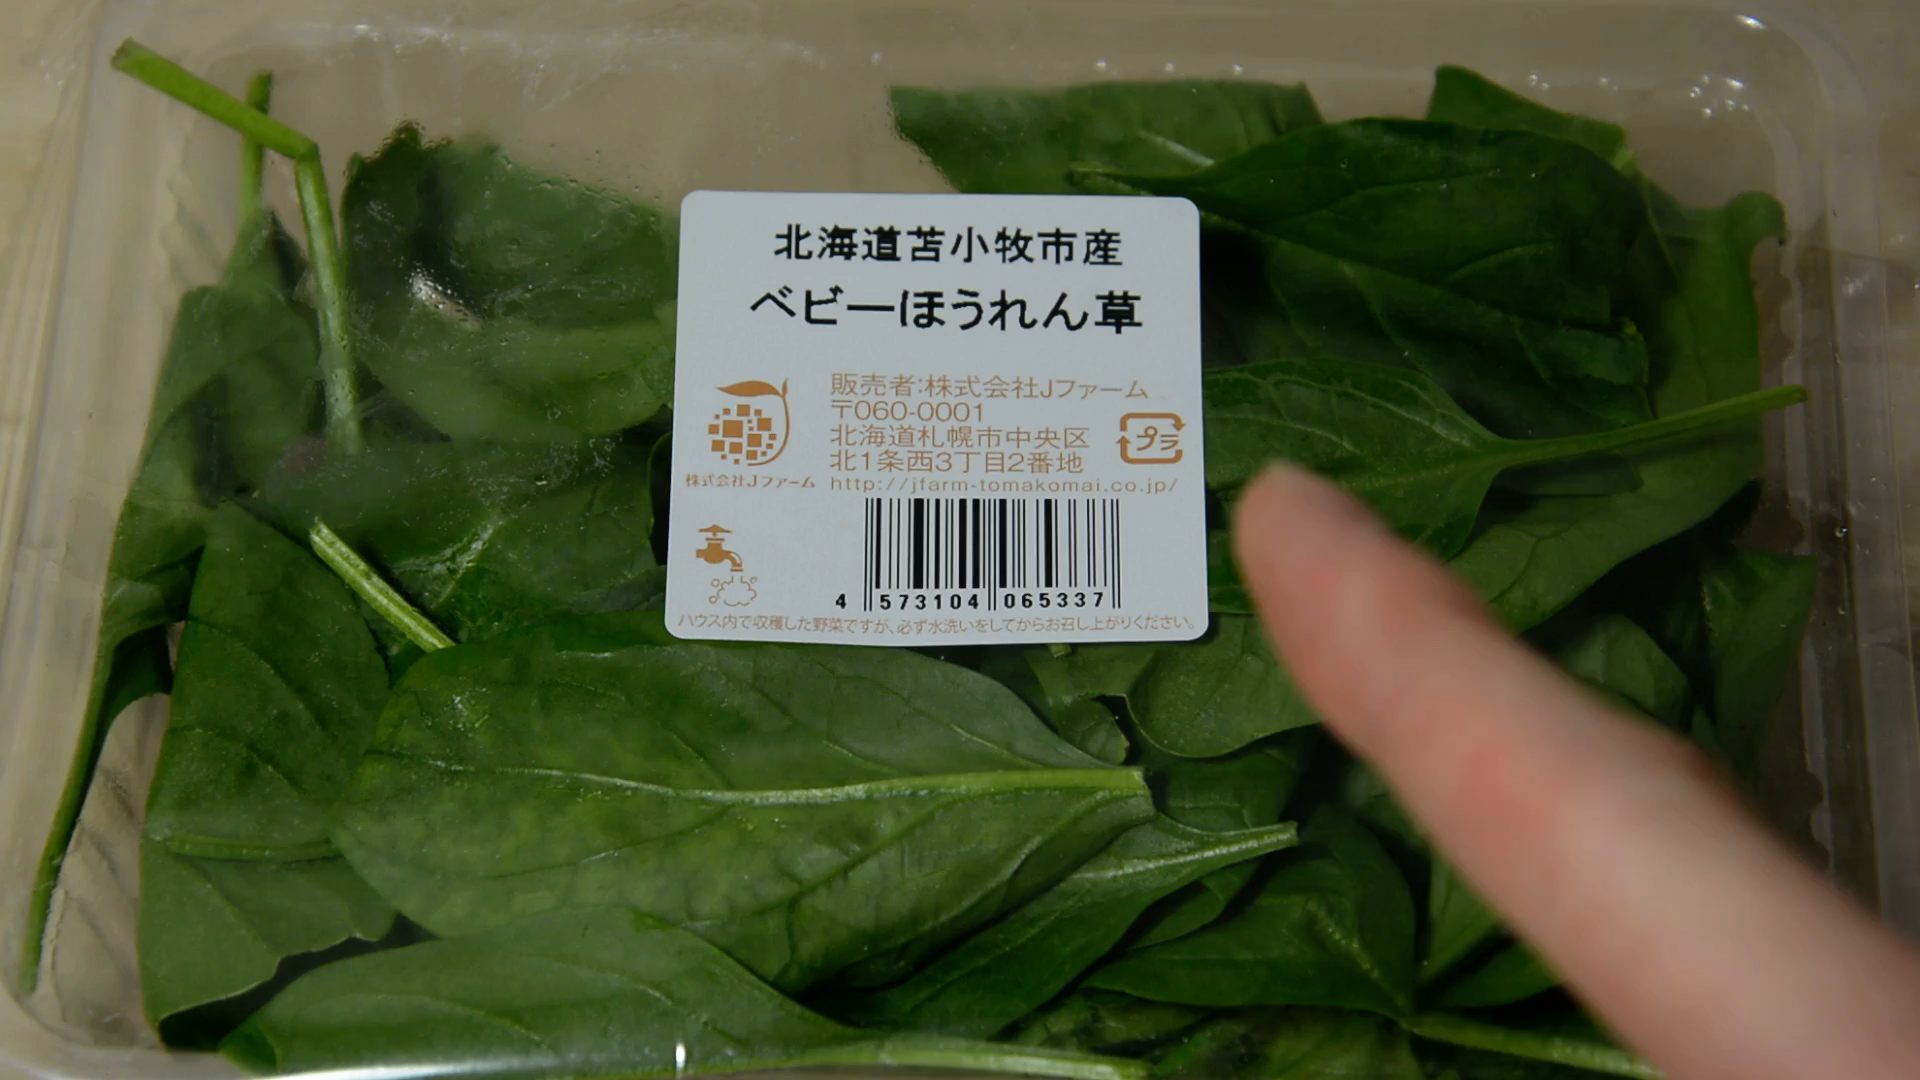 北海道苫小牧市産
ベビーほうれん草
販売者:株式会社Jファーム
〒060-0001
北海道札幌市中央区
北1条西3丁目2番地
http://jfarm-tomakomai.co.jp/
株式会社Jファーム
プラ
4 573104 065337
ハウス内で収穫した野菜ですが、必ず水洗いをしてからお召し上がりください。